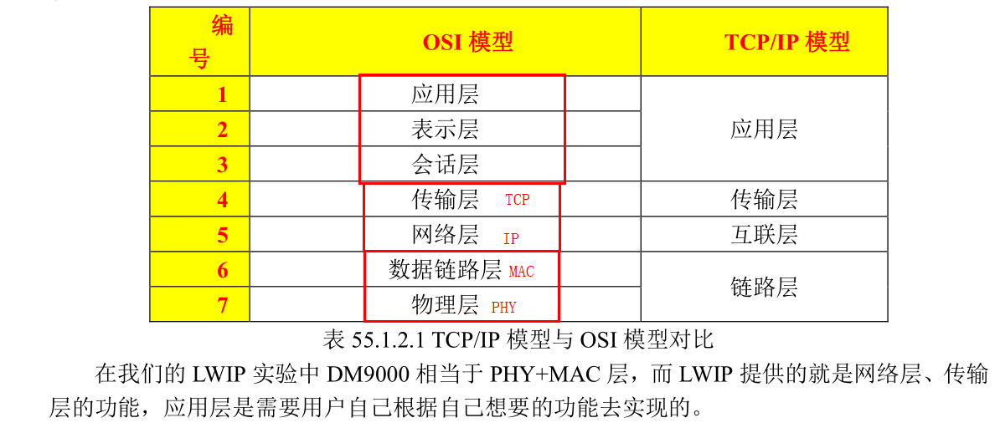 编号 OSI 模型 TCP/IP 模型
1 应用层 应用层
2 表示层
3 会话层
4 传输层 TCP 传输层
5 网络层 IP 互联层
6 数据链路层 MAC 链路层
7 物理层 PHY
表 55.1.2.1 TCP/IP 模型与 OSI 模型对比
在我们的 LWIP 实验中 DM9000 相当于 PHY+MAC 层，而 LWIP 提供的就是网络层、传输
层的功能，应用层是需要用户自己根据自己想要的功能去实现的。